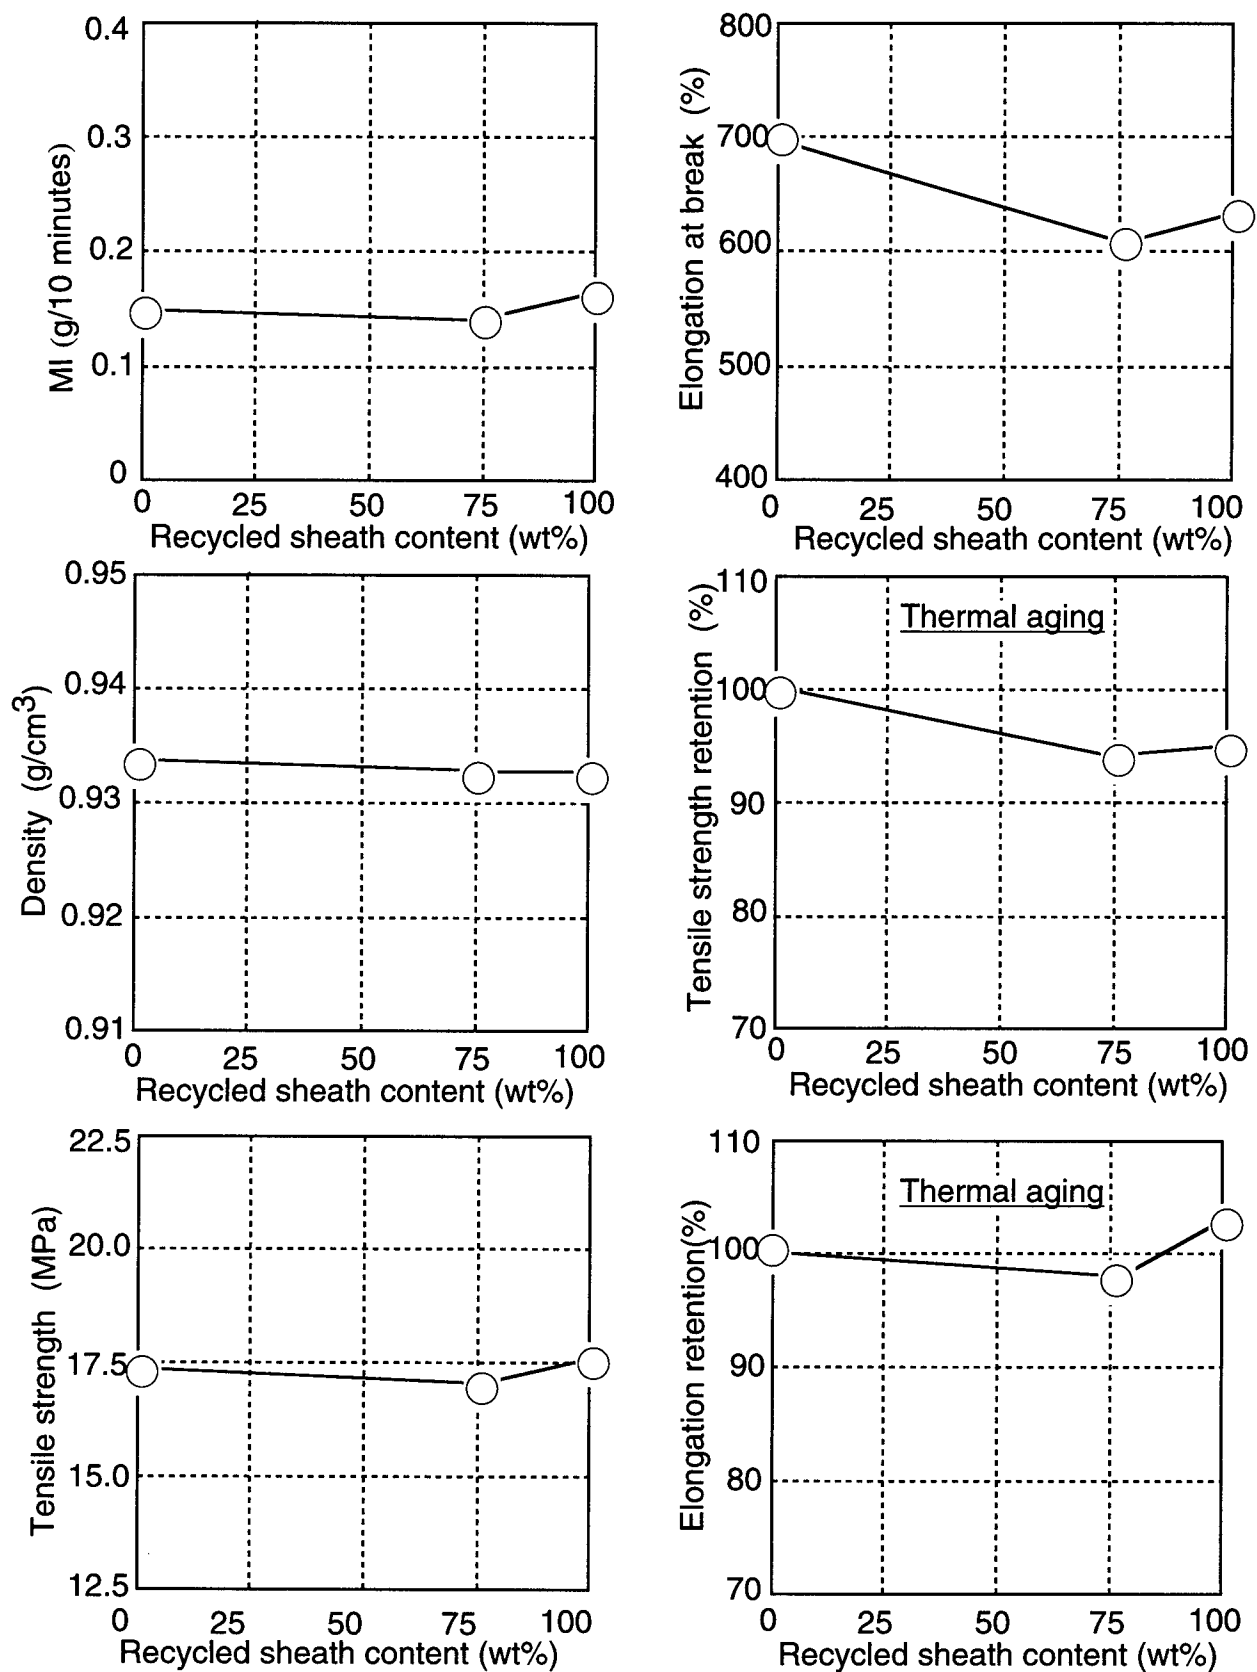 0.4
0.3
0.2
0.1
0
MI (g/10 minutes)
0 25 50 75 100
Recycled sheath content (wt%)
800
700
600
500
400
Elongation at break (%)
0 25 50 75 100
Recycled sheath content (wt%)
0.95
0.94
0.93
0.92
0.91
Density (g/cm3)
0 25 50 75 100
Recycled sheath content (wt%)
110
100
90
80
70
Tensile strength retention (%)
Thermal aging
0 25 50 75 100
Recycled sheath content (wt%)
22.5
20.0
17.5
15.0
12.5
Tensile strength (MPa)
0 25 50 75 100
Recycled sheath content (wt%)
110
100
90
80
70
Elongation retention(%)
Thermal aging
0 25 50 75 100
Recycled sheath content (wt%)